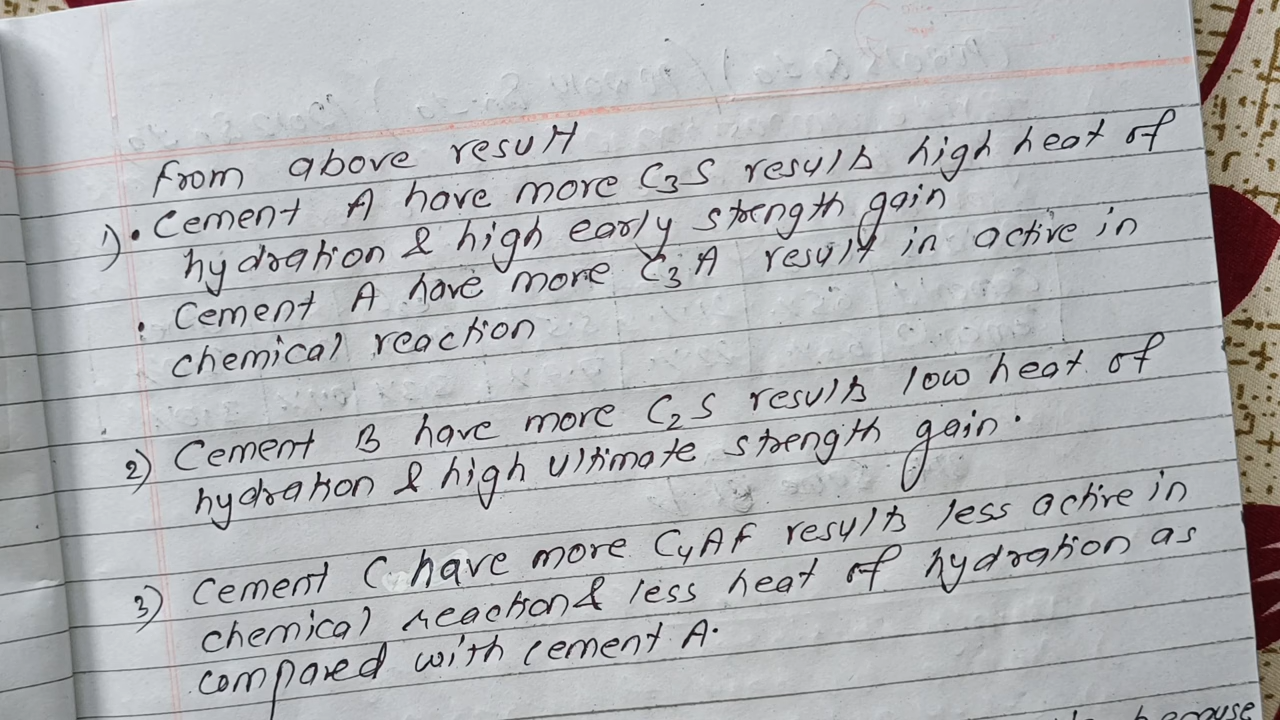 from above result
1). Cement A have more C3S results high heat of
hydration & high early strength gain
. Cement A have more C3A result in active in
chemical reaction
2) Cement B have more C2S results low heat of
hydration & high ultimate strength gain.
3) Cement C have more C4AF results less active in
chemical reaction & less heat of hydration as
compared with cement A.
because